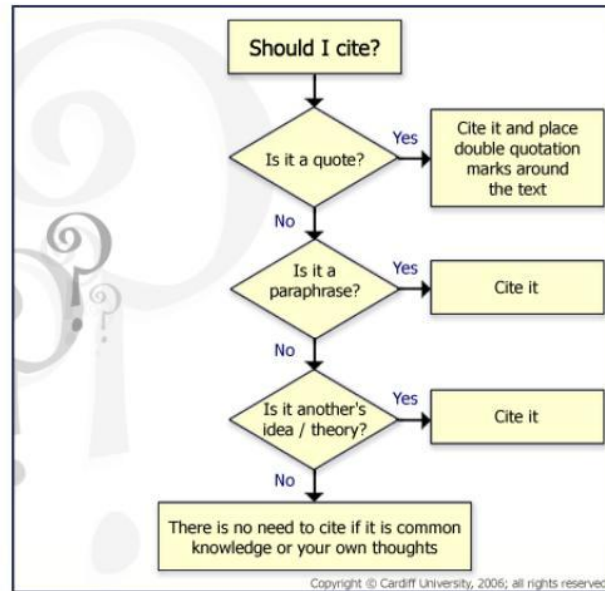 Should I cite?
Is it a quote?
Yes
Cite it and place
double quotation
marks around
the text
No
Is it a
paraphrase?
Yes
Cite it
No
Is it another's
idea / theory?
Yes
Cite it
No
There is no need to cite if it is common
knowledge or your own thoughts
Copyright © Cardiff University, 2006; all rights reserved